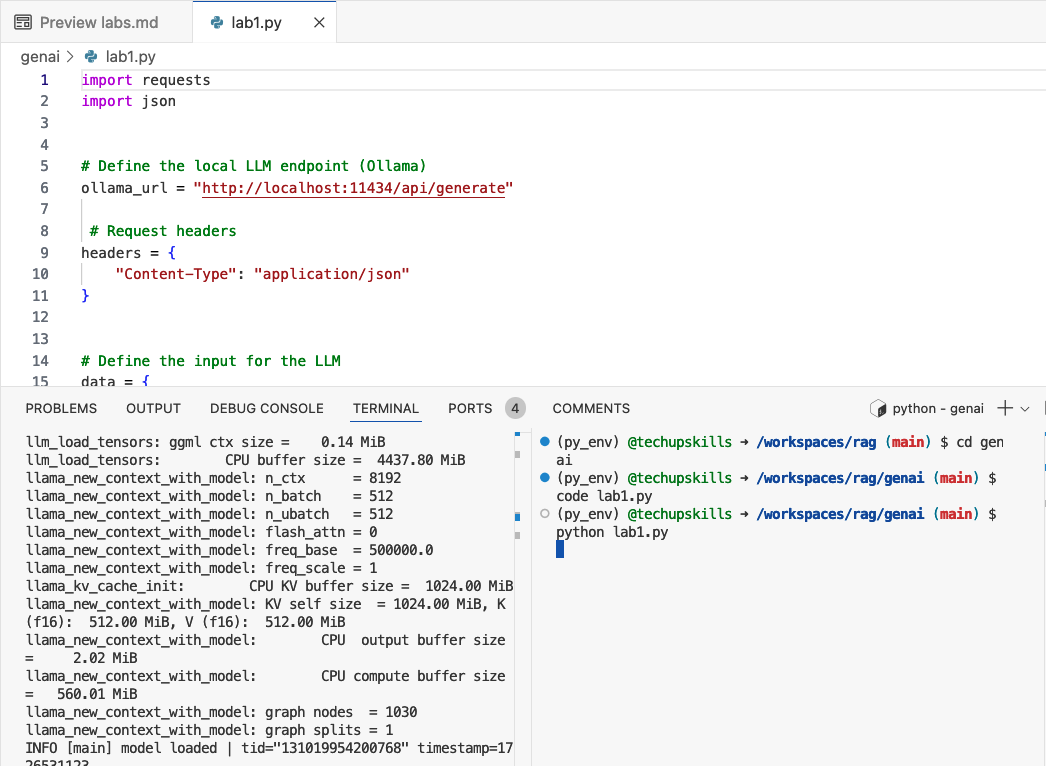 Preview labs.md
lab1.py
genai > lab1.py
1 import requests
2 import json
3
4
5 # Define the local LLM endpoint (Ollama)
6 ollama_url = "http://localhost:11434/api/generate"
7
8 # Request headers
9 headers = {
10 "Content-Type": "application/json"
11 }
12
13
14 # Define the input for the LLM
15 data = {
PROBLEMS OUTPUT DEBUG CONSOLE TERMINAL PORTS 4 COMMENTS
python - genai
llm_load_tensors: ggml ctx size =    0.14 MiB
llm_load_tensors:        CPU buffer size =  4437.80 MiB
llama_new_context_with_model: n_ctx      = 8192
llama_new_context_with_model: n_batch    = 512
llama_new_context_with_model: n_ubatch   = 512
llama_new_context_with_model: flash_attn = 0
llama_new_context_with_model: freq_base  = 500000.0
llama_new_context_with_model: freq_scale = 1
llama_kv_cache_init:        CPU KV buffer size =  1024.00 MiB
llama_new_context_with_model: KV self size  = 1024.00 MiB, K
(f16):  512.00 MiB, V (f16):  512.00 MiB
llama_new_context_with_model:        CPU  output buffer size
=     2.02 MiB
llama_new_context_with_model:        CPU compute buffer size
=   560.01 MiB
llama_new_context_with_model: graph nodes  = 1030
llama_new_context_with_model: graph splits = 1
INFO [main] model loaded | tid="131019954200768" timestamp=17
26531123
(py_env) @techupskills → /workspaces/rag (main) $ cd gen
ai
(py_env) @techupskills → /workspaces/rag/genai (main) $
code lab1.py
(py_env) @techupskills → /workspaces/rag/genai (main) $
python lab1.py